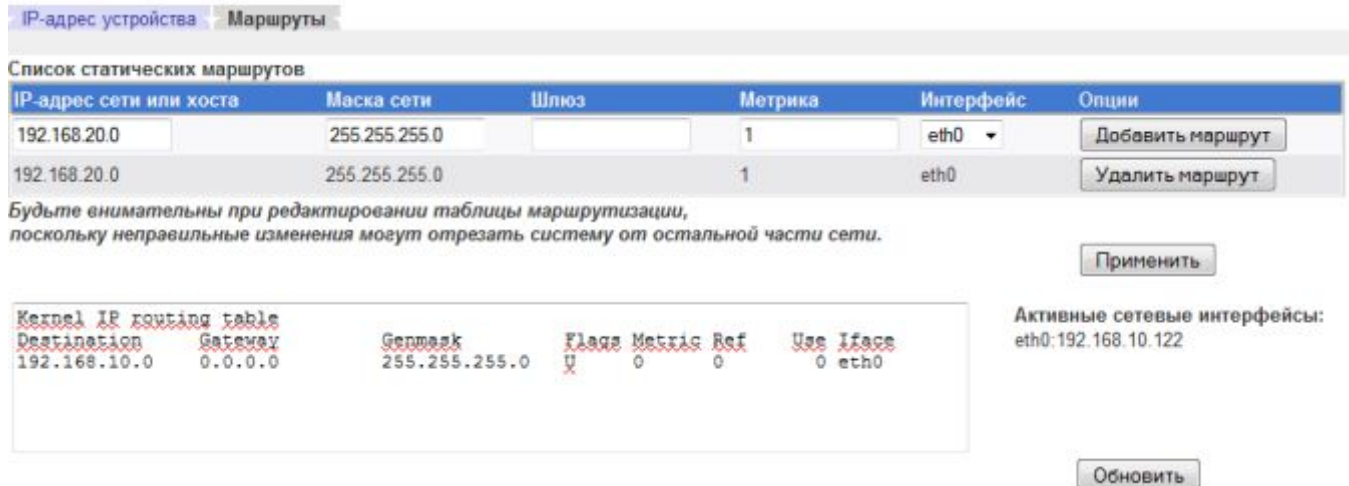 IP-адрес устройства Маршруты
Список статических маршрутов
IP-адрес сети или хоста Маска сети Шлюз Метрика Интерфейс Опции
192.168.20.0 255.255.255.0 1 eth0 Добавить маршрут
192.168.20.0 255.255.255.0 1 eth0 Удалить маршрут
Будьте внимательны при редактировании таблицы маршрутизации,
поскольку неправильные изменения могут отрезать систему от остальной части сети.
Применить
Kernel IP routing table
Destination Gateway Genmask Flags Metric Ref Use Iface
192.168.10.0 0.0.0.0 255.255.255.0 U 0 0 0 eth0
Активные сетевые интерфейсы:
eth0:192.168.10.122
Обновить